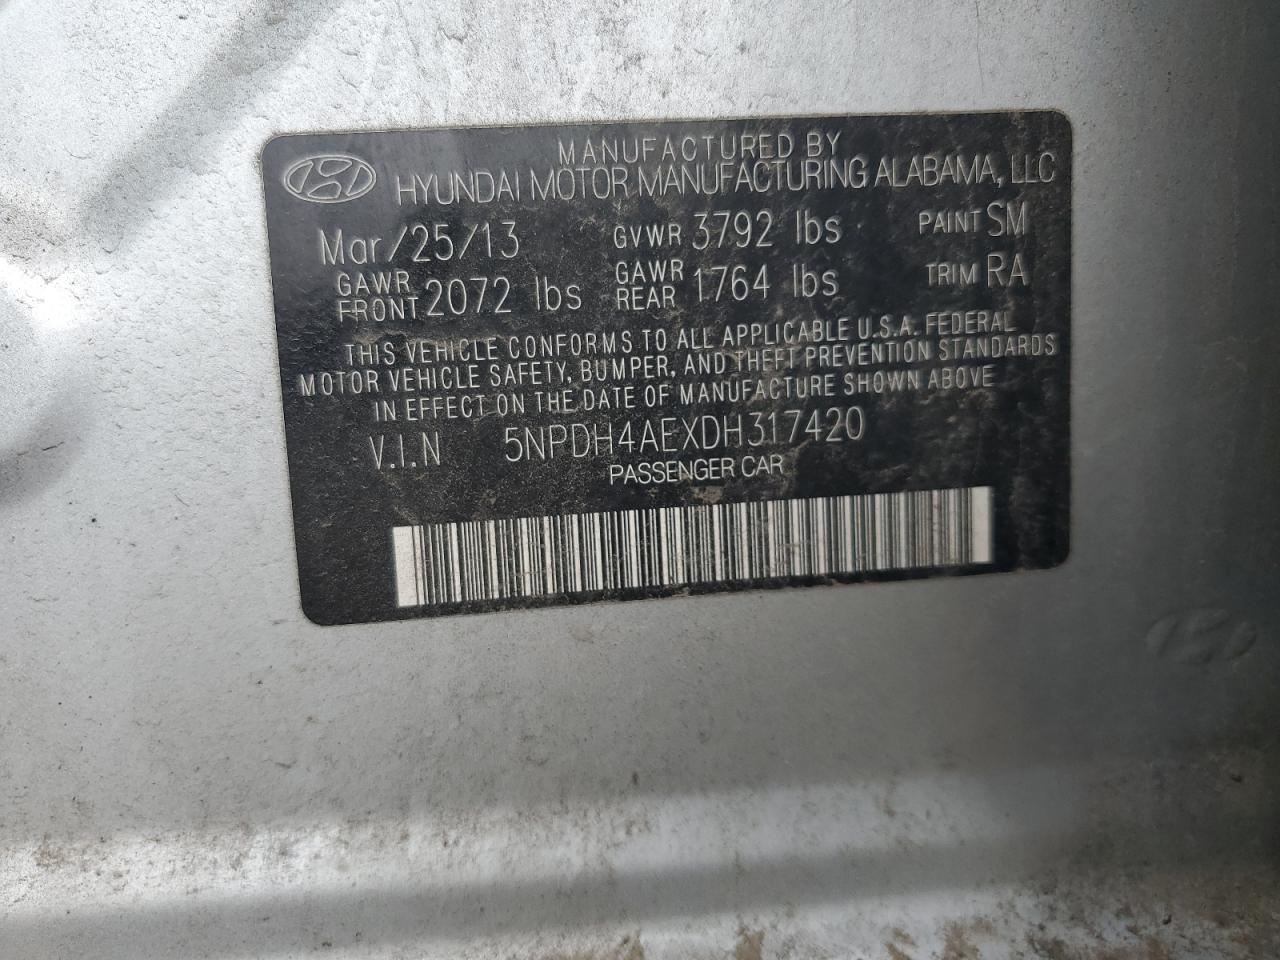 MANUFACTURED BY
HYUNDAI MOTOR MANUFACTURING ALABAMA, LLC
Mar/25/13 GVWR 3792 lbs PAINT SM
GAWR FRONT 2072 lbs GAWR REAR 1764 lbs TRIM RA
THIS VEHICLE CONFORMS TO ALL APPLICABLE U.S.A. FEDERAL
MOTOR VEHICLE SAFETY, BUMPER, AND THEFT PREVENTION STANDARDS
IN EFFECT ON THE DATE OF MANUFACTURE SHOWN ABOVE
V.I.N 5NPDH4AEXDH317420
PASSENGER CAR